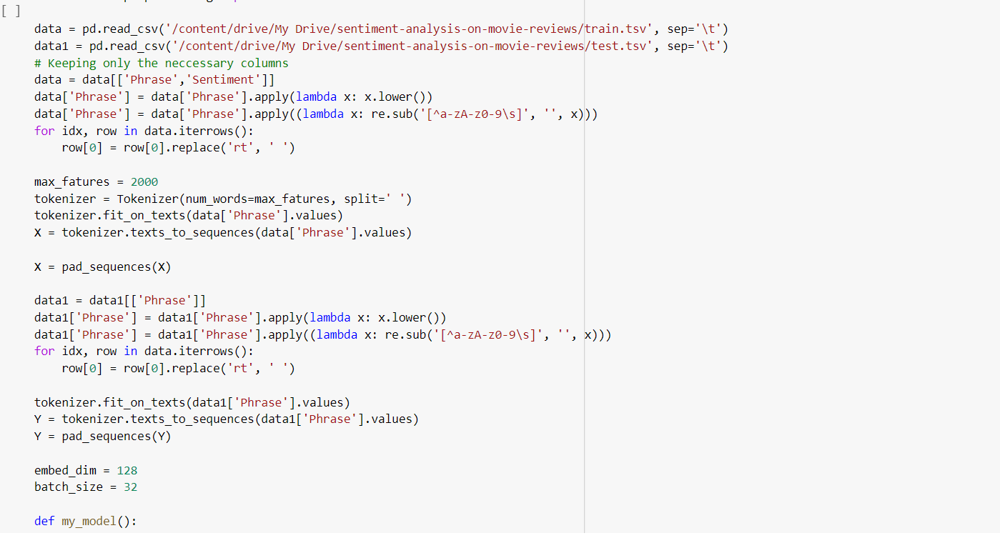 [ ]
data = pd.read_csv('/content/drive/My Drive/sentiment-analysis-on-movie-reviews/train.tsv', sep='\t')
data1 = pd.read_csv('/content/drive/My Drive/sentiment-analysis-on-movie-reviews/test.tsv', sep='\t')
# Keeping only the neccessary columns
data = data[['Phrase','Sentiment']]
data['Phrase'] = data['Phrase'].apply(lambda x: x.lower())
data['Phrase'] = data['Phrase'].apply((lambda x: re.sub('[^a-zA-z0-9\s]', '', x)))
for idx, row in data.iterrows():
    row[0] = row[0].replace('rt', ' ')
max_fatures = 2000
tokenizer = Tokenizer(num_words=max_fatures, split=' ')
tokenizer.fit_on_texts(data['Phrase'].values)
X = tokenizer.texts_to_sequences(data['Phrase'].values)
X = pad_sequences(X)
data1 = data1[['Phrase']]
data1['Phrase'] = data1['Phrase'].apply(lambda x: x.lower())
data1['Phrase'] = data1['Phrase'].apply((lambda x: re.sub('[^a-zA-z0-9\s]', '', x)))
for idx, row in data.iterrows():
    row[0] = row[0].replace('rt', ' ')
tokenizer.fit_on_texts(data1['Phrase'].values)
Y = tokenizer.texts_to_sequences(data1['Phrase'].values)
Y = pad_sequences(Y)
embed_dim = 128
batch_size = 32
def my_model():